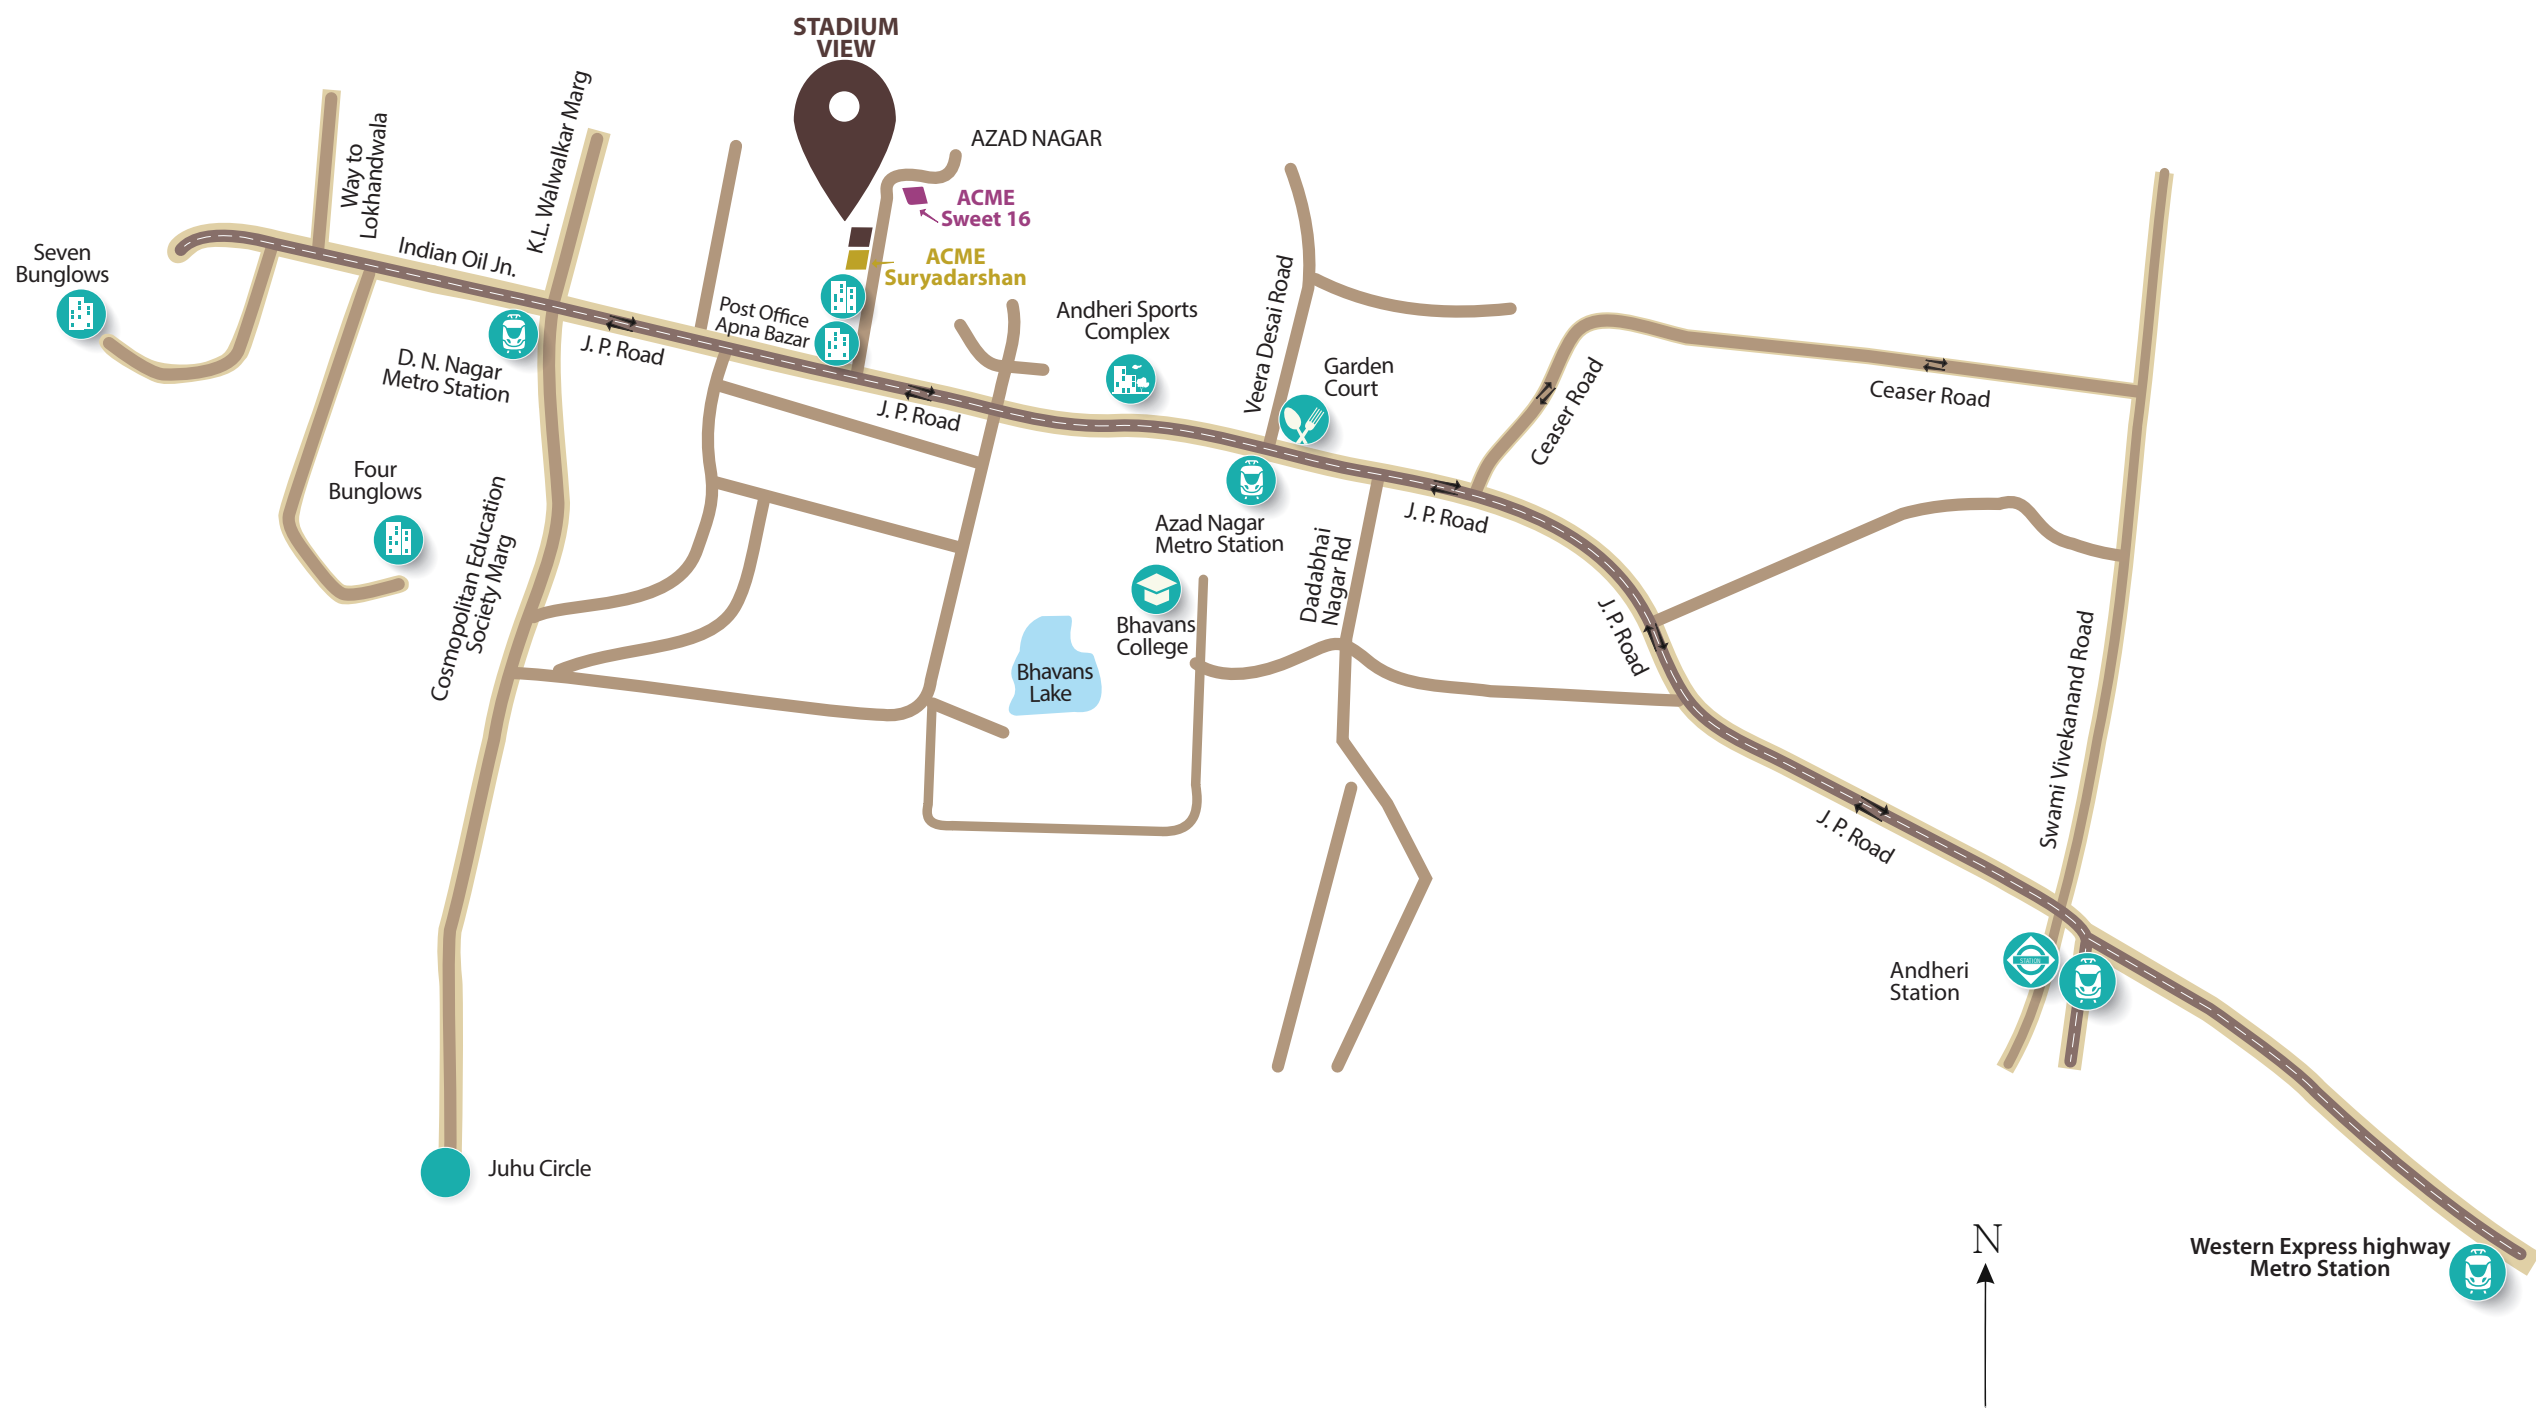 STADIUM
VIEW
AZAD NAGAR
ACME
Sweet 16
ACME
Suryadarshan
Way to
Lokhandwala
K.L. Walwalkar Marg
Indian Oil Jn.
Seven
Bunglows
D. N. Nagar
Metro Station
J. P. Road
Post Office
Apna Bazar
J. P. Road
Andheri Sports
Complex
Veera Desai Road
Garden
Court
Ceaser Road
Ceaser Road
Four
Bunglows
Cosmopolitan Education
Society Marg
Azad Nagar
Metro Station
J. P. Road
Dadabhai
Nagar Rd
Bhavans
College
Bhavans
Lake
J. P. Road
Swami Vivekanand Road
J. P. Road
Andheri
Station
STATION
Juhu Circle
N
Western Express highway
Metro Station